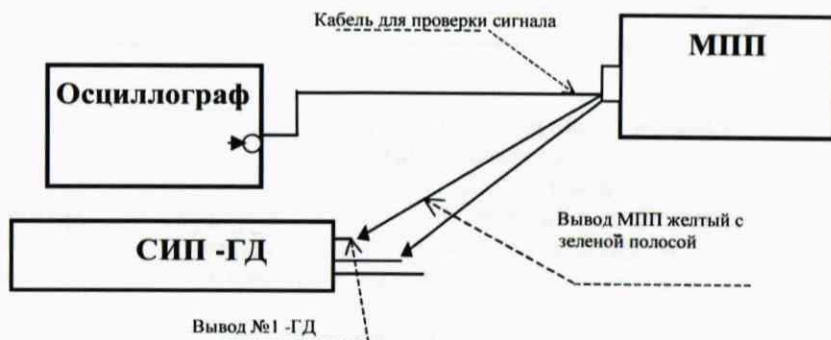 Кабель для проверки сигнала
МПП
Осциллограф
Вывод МПП желтый с
зеленой полосой
СИП -ГД
Вывод №1 -ГД